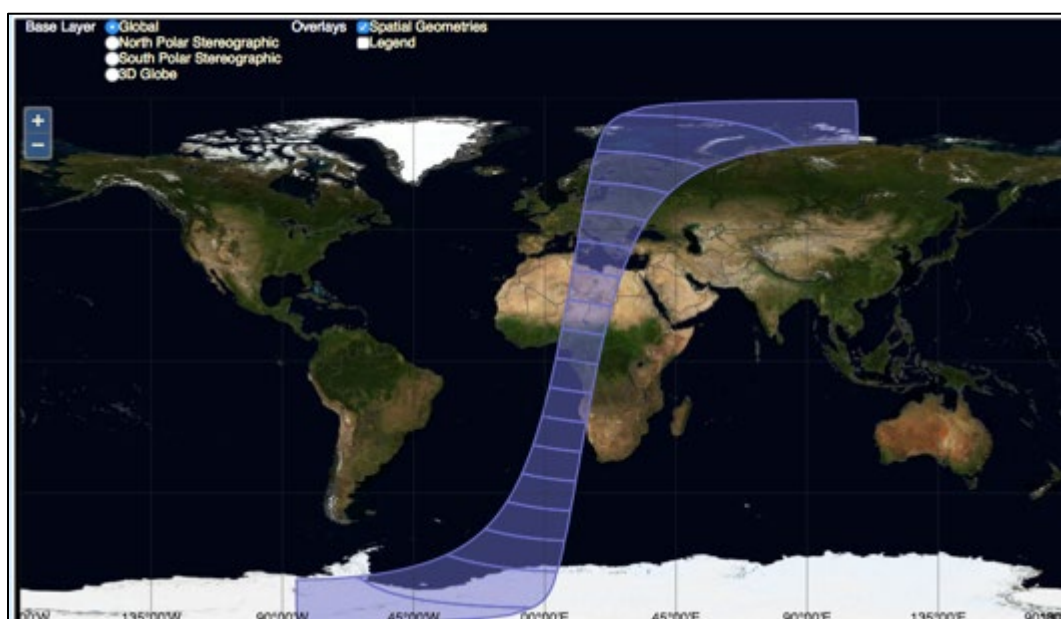 Base Layer Global Overlays Spatial Geometries
North Polar Stereographic Legend
South Polar Stereographic
3D Globe
+
−
135°00'W 90°00'W 45°00'W 00°00'E 45°00'E 90°00'E 135°00'E